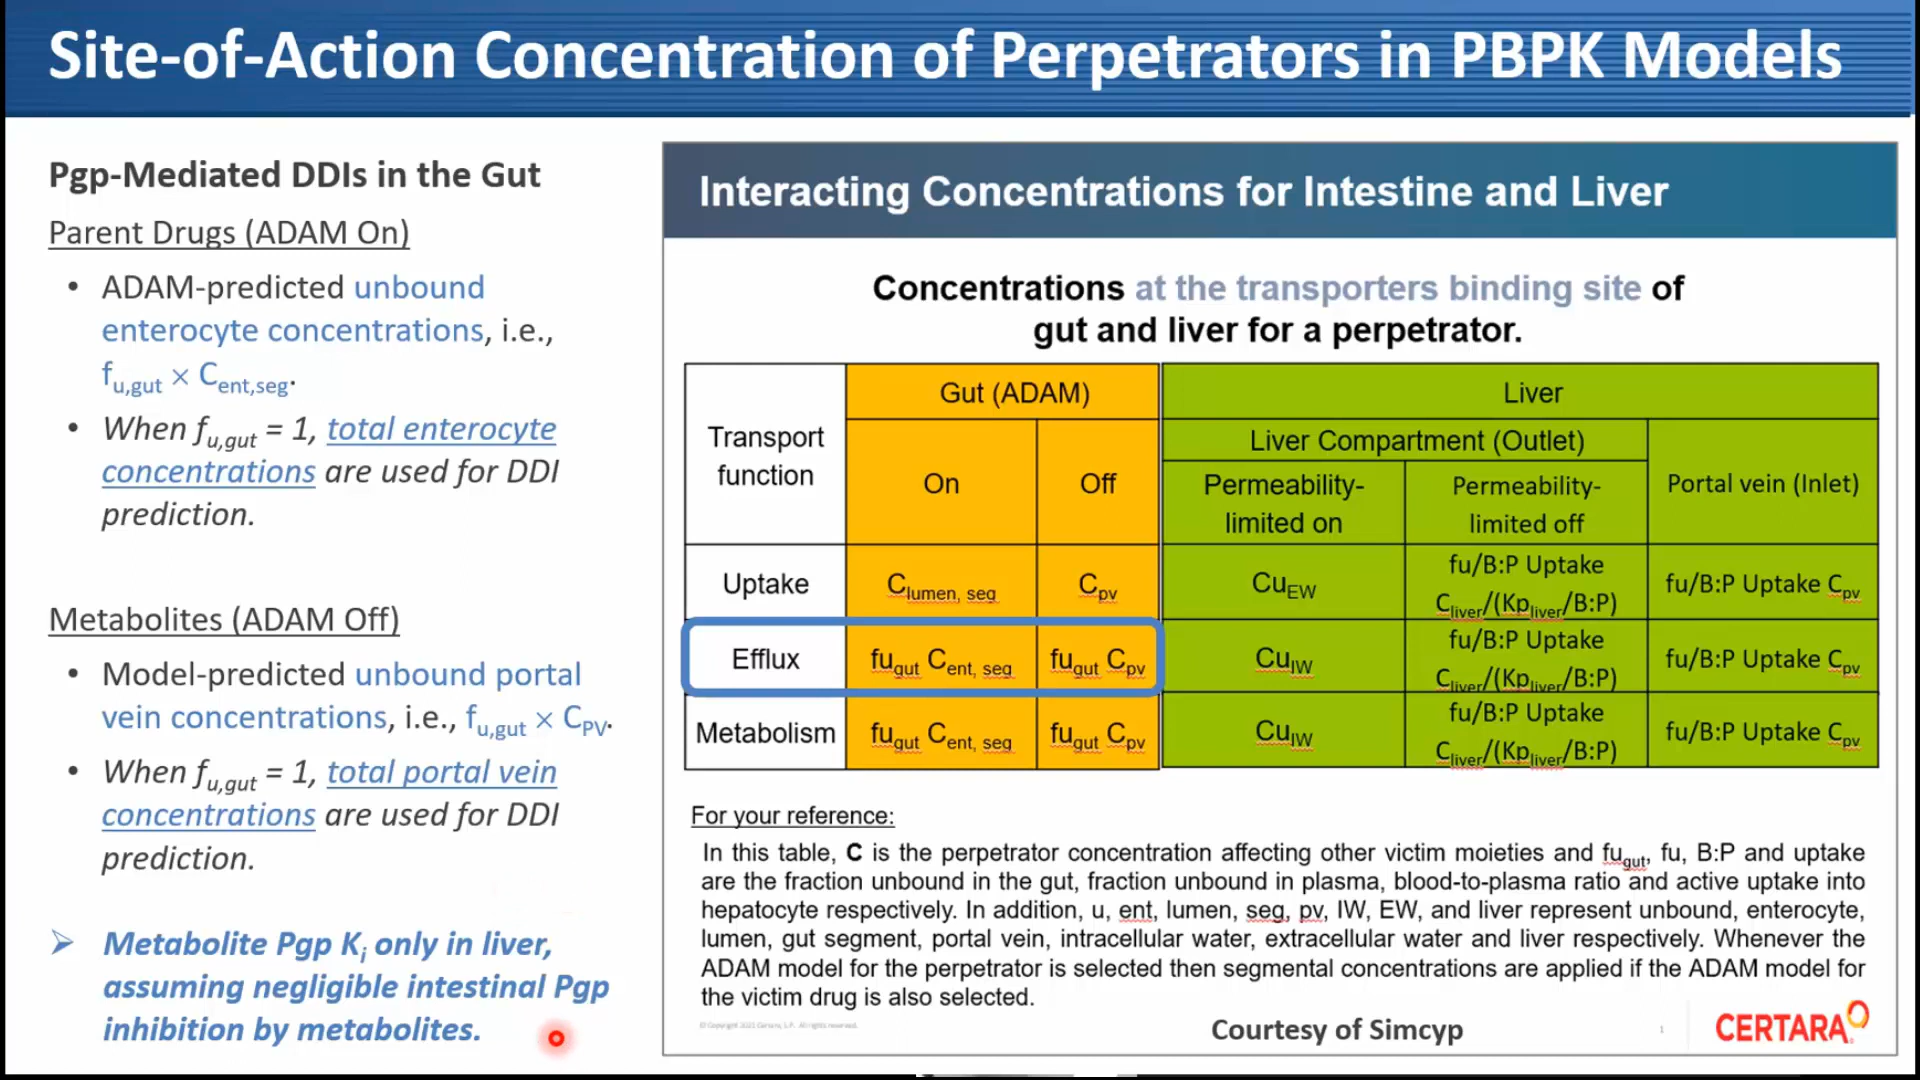 Site-of-Action Concentration of Perpetrators in PBPK Models
Pgp-Mediated DDIs in the Gut
Parent Drugs (ADAM On)
• ADAM-predicted unbound
enterocyte concentrations, i.e.,
fu,gut × Cent,seg.
• When fu,gut = 1, total enterocyte
concentrations are used for DDI
prediction.
Metabolites (ADAM Off)
• Model-predicted unbound portal
vein concentrations, i.e., fu,gut × CPV.
• When fu,gut = 1, total portal vein
concentrations are used for DDI
prediction.
➢ Metabolite Pgp Ki only in liver,
assuming negligible intestinal Pgp
inhibition by metabolites.
Interacting Concentrations for Intestine and Liver
Concentrations at the transporters binding site of
gut and liver for a perpetrator.
Transport
function
Gut (ADAM)
Liver
On
Off
Liver Compartment (Outlet)
Portal vein (Inlet)
Permeability-
limited on
Permeability-
limited off
Uptake
Clumen, seg
Cpv
CuEW
fu/B:P Uptake
Cliver/(Kpliver/B:P)
fu/B:P Uptake Cpv
Efflux
fugut Cent, seg
fugut Cpv
CuIW
fu/B:P Uptake
Cliver/(Kpliver/B:P)
fu/B:P Uptake Cpv
Metabolism
fugut Cent, seg
fugut Cpv
CuIW
fu/B:P Uptake
Cliver/(Kpliver/B:P)
fu/B:P Uptake Cpv
For your reference:
In this table, C is the perpetrator concentration affecting other victim moieties and fugut, fu, B:P and uptake
are the fraction unbound in the gut, fraction unbound in plasma, blood-to-plasma ratio and active uptake into
hepatocyte respectively. In addition, u, ent, lumen, seg, pv, IW, EW, and liver represent unbound, enterocyte,
lumen, gut segment, portal vein, intracellular water, extracellular water and liver respectively. Whenever the
ADAM model for the perpetrator is selected then segmental concentrations are applied if the ADAM model for
the victim drug is also selected.
© Copyright 2021 Certara, L.P. All rights reserved.
Courtesy of Simcyp
1
CERTARA